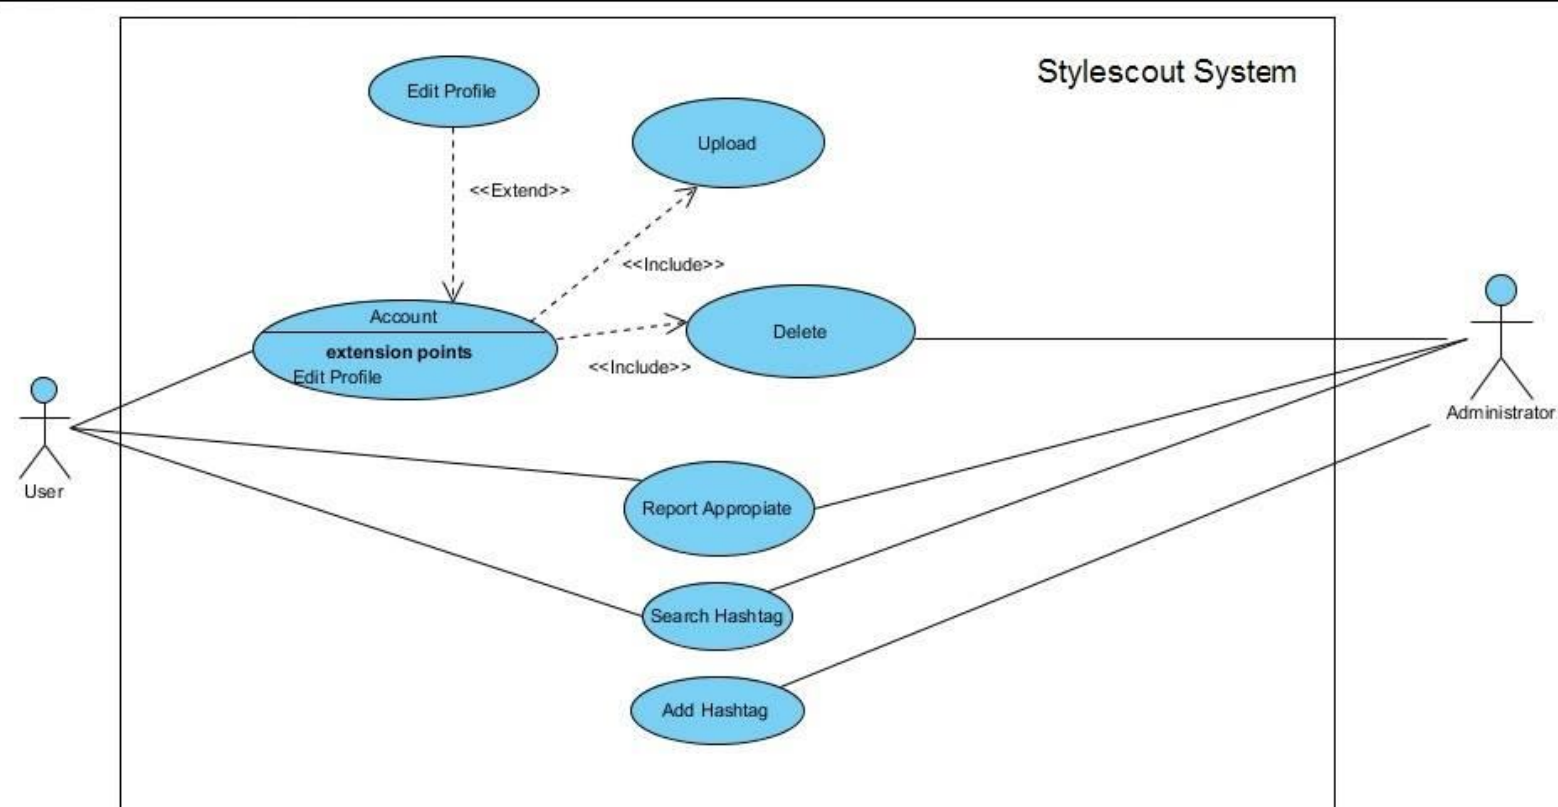 Stylescout System
Edit Profile
Upload
<<Extend>>
<<Include>>
Account
extension points
Edit Profile
Delete
<<Include>>
User
Administrator
Report Appropiate
Search Hashtag
Add Hashtag